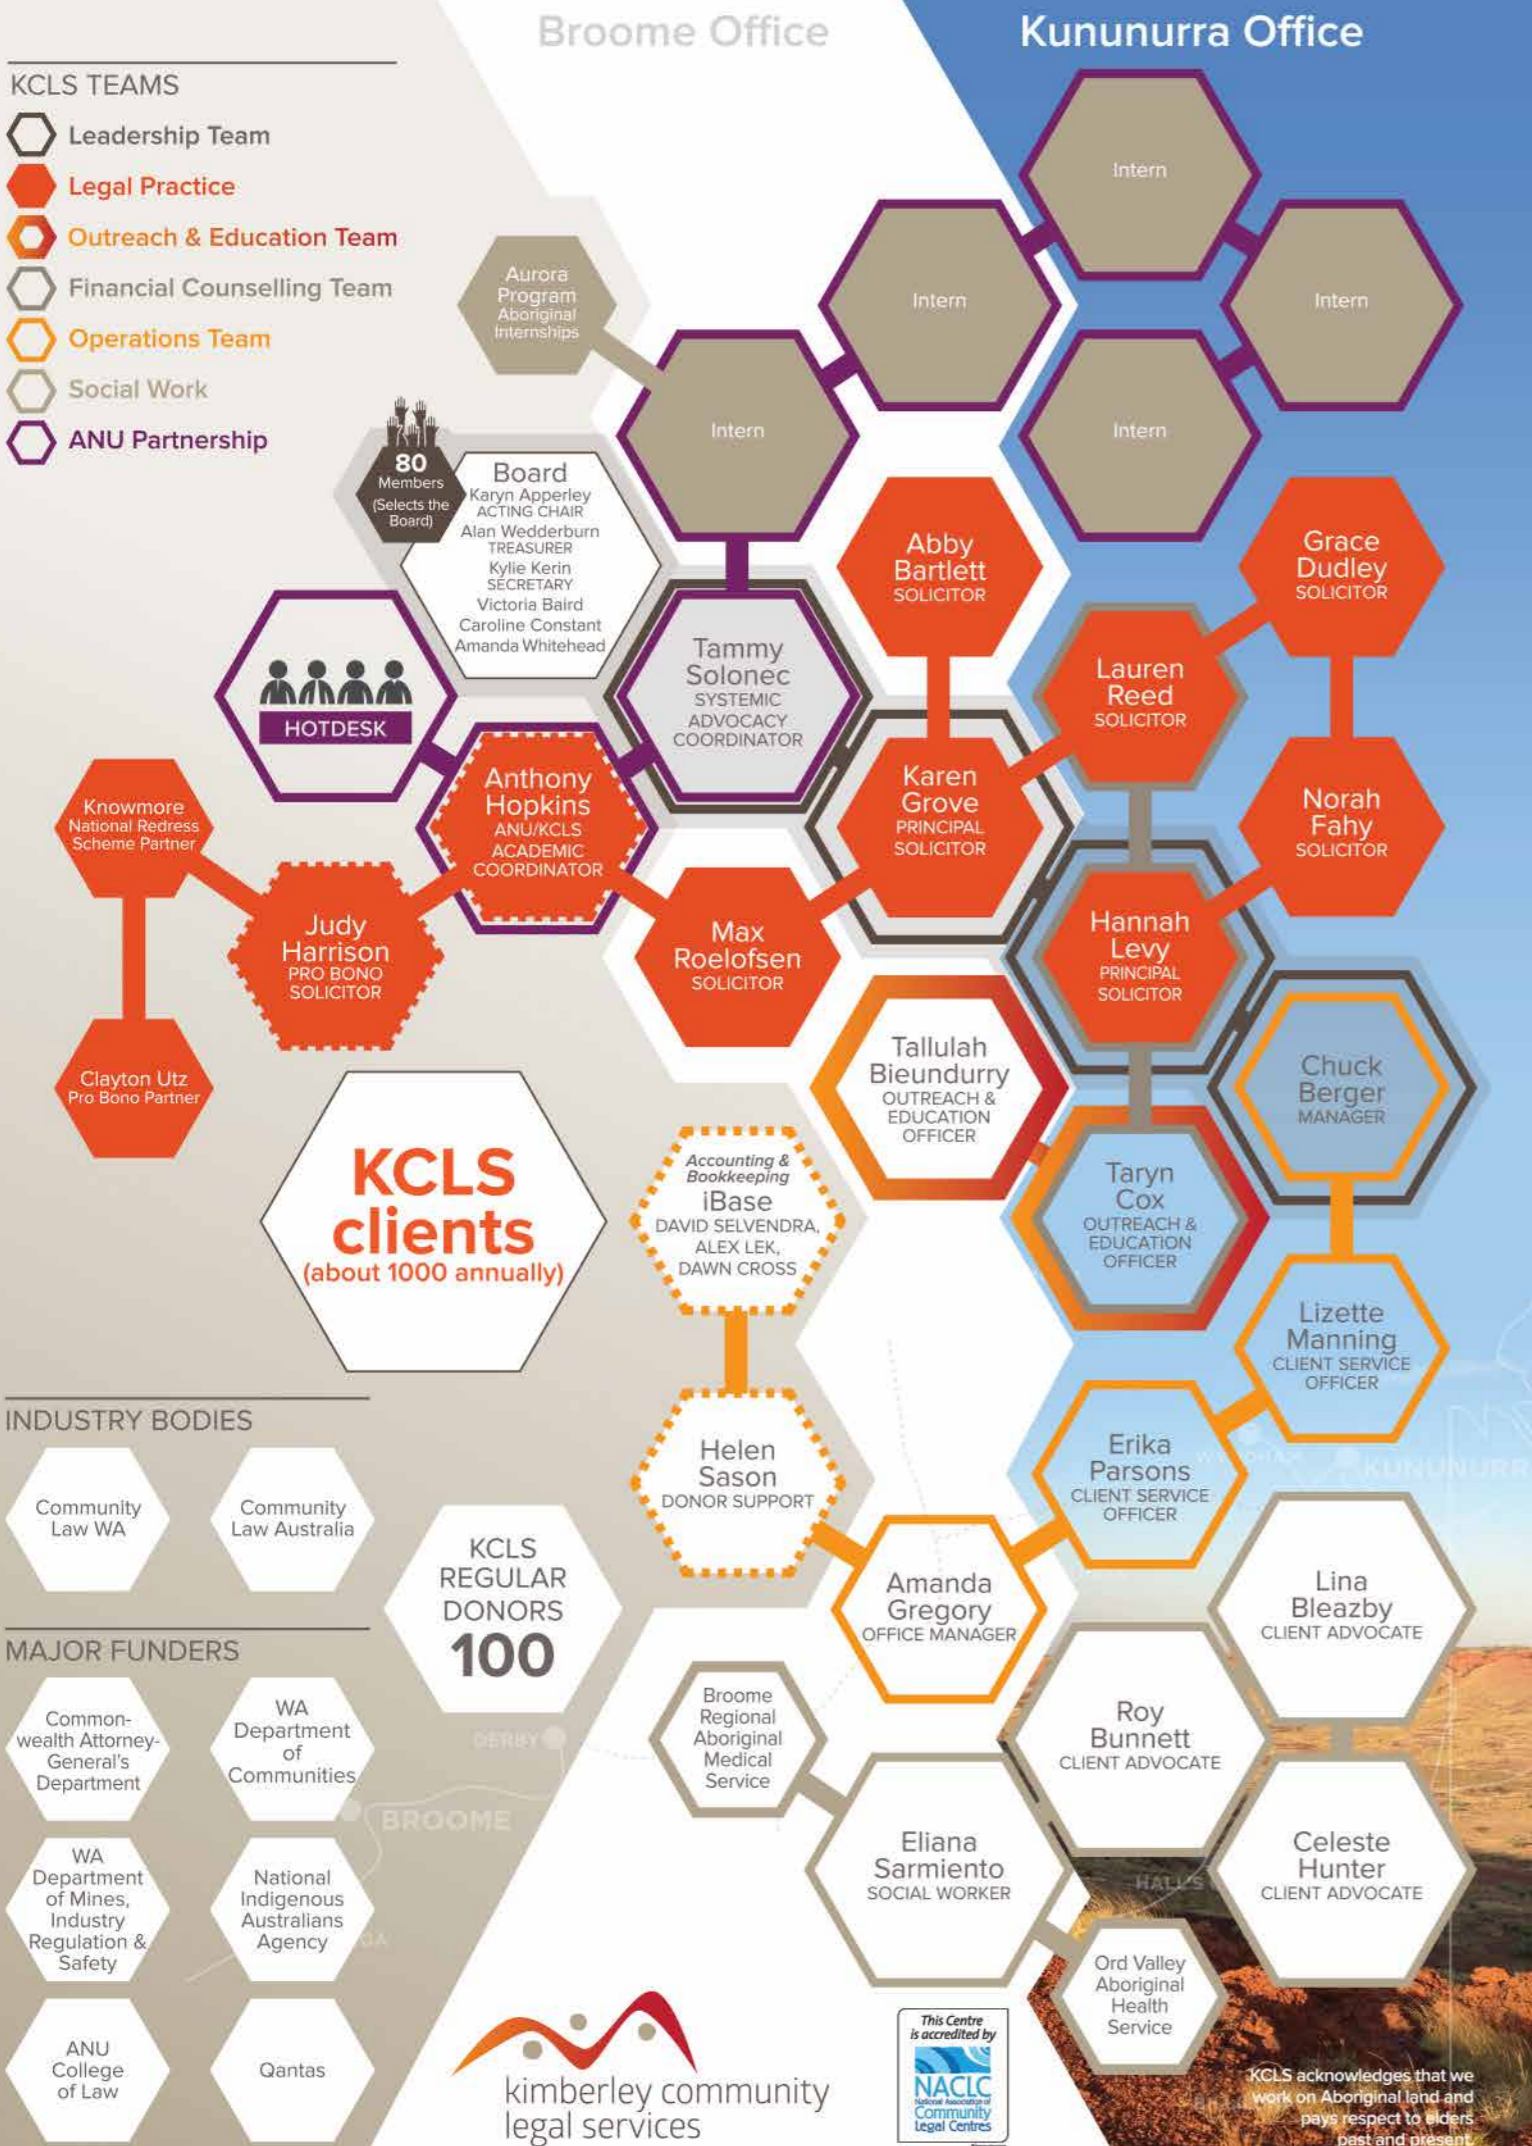 Broome Office
Kununurra Office
KCLS TEAMS
Leadership Team
Legal Practice
Outreach & Education Team
Financial Counselling Team
Operations Team
Social Work
ANU Partnership
Intern
Intern
Intern
Intern
Intern
Aurora
Program
Aboriginal
Internships
80
Members
(Selects the
Board)
Board
Karyn Apperley
ACTING CHAIR
Alan Wedderburn
TREASURER
Kylie Kerin
SECRETARY
Victoria Baird
Caroline Constant
Amanda Whitehead
HOTDESK
Tammy
Solonec
SYSTEMIC
ADVOCACY
COORDINATOR
Abby
Bartlett
SOLICITOR
Grace
Dudley
SOLICITOR
Lauren
Reed
SOLICITOR
Anthony
Hopkins
ANU/KCLS
ACADEMIC
COORDINATOR
Karen
Grove
PRINCIPAL
SOLICITOR
Norah
Fahy
SOLICITOR
Knowmore
National Redress
Scheme Partner
Judy
Harrison
PRO BONO
SOLICITOR
Max
Roelofsen
SOLICITOR
Hannah
Levy
PRINCIPAL
SOLICITOR
Clayton Utz
Pro Bono Partner
Tallulah
Bieundurry
OUTREACH &
EDUCATION
OFFICER
Chuck
Berger
MANAGER
KCLS
clients
(about 1000 annually)
Accounting &
Bookkeeping
iBase
DAVID SELVENDRA,
ALEX LEK,
DAWN CROSS
Taryn
Cox
OUTREACH &
EDUCATION
OFFICER
Lizette
Manning
CLIENT SERVICE
OFFICER
Helen
Sason
DONOR SUPPORT
Erika
Parsons
CLIENT SERVICE
OFFICER
KUNUNURR
INDUSTRY BODIES
Community
Law WA
Community
Law Australia
KCLS
REGULAR
DONORS
100
Amanda
Gregory
OFFICE MANAGER
Lina
Bleazby
CLIENT ADVOCATE
MAJOR FUNDERS
Common-
wealth Attorney-
General's
Department
WA
Department
of
Communities
DERBY
BROOME
Broome
Regional
Aboriginal
Medical
Service
Roy
Bunnett
CLIENT ADVOCATE
WA
Department
of Mines,
Industry
Regulation &
Safety
National
Indigenous
Australians
Agency
Eliana
Sarmiento
SOCIAL WORKER
HALL'S
Celeste
Hunter
CLIENT ADVOCATE
Ord Valley
Aboriginal
Health
Service
ANU
College
of Law
Qantas
kimberley community
legal services
This Centre
is accredited by
NACLC
National Association of
Community
Legal Centres
KCLS acknowledges that we
work on Aboriginal land and
pays respect to elders
past and present.